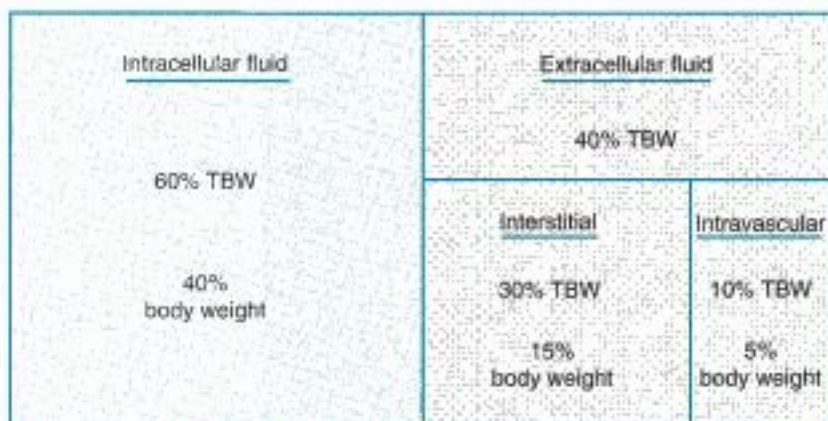 Intracellular fluid
60% TBW
40%
body weight
Extracellular fluid
40% TBW
Interstitial
30% TBW
15%
body weight
Intravascular
10% TBW
5%
body weight